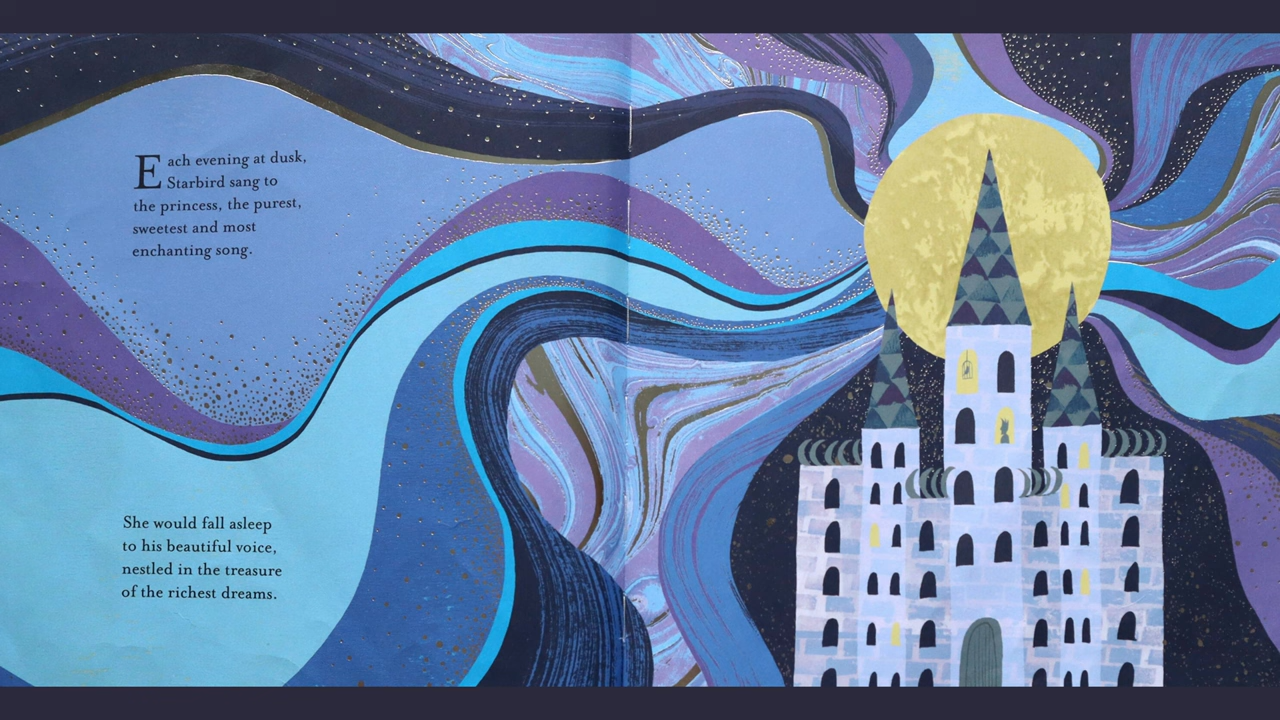 Each evening at dusk,
Starbird sang to
the princess, the purest,
sweetest and most
enchanting song.
She would fall asleep
to his beautiful voice,
nestled in the treasure
of the richest dreams.